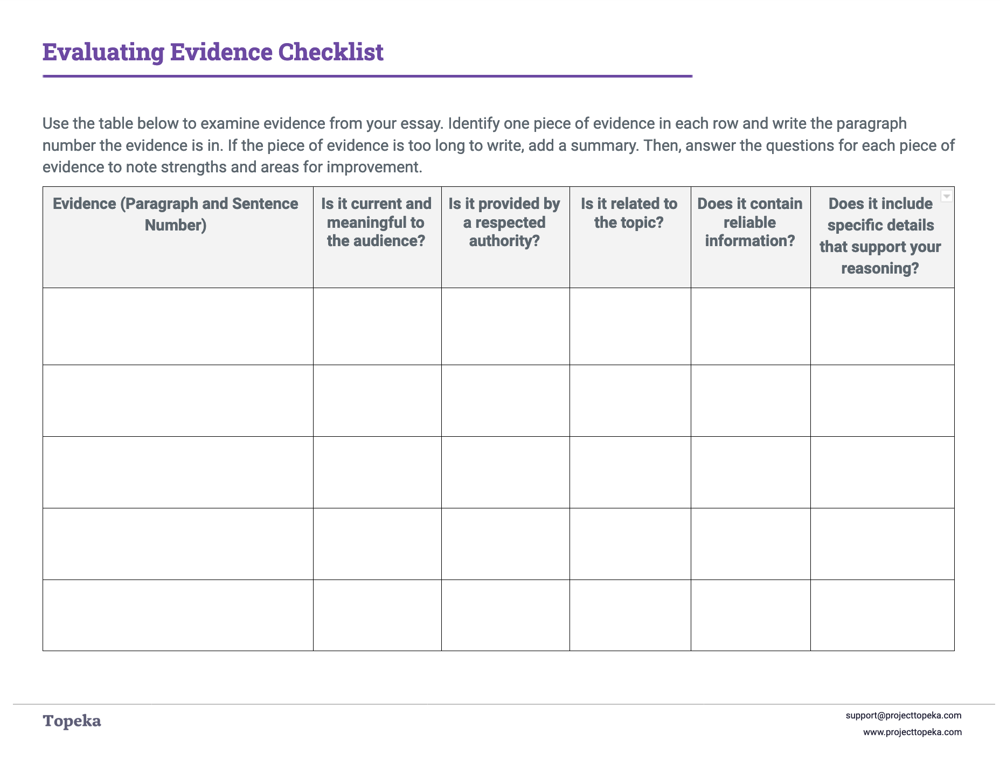 Evaluating Evidence Checklist
Use the table below to examine evidence from your essay. Identify one piece of evidence in each row and write the paragraph
number the evidence is in. If the piece of evidence is too long to write, add a summary. Then, answer the questions for each piece of
evidence to note strengths and areas for improvement.
Evidence (Paragraph and Sentence
Number)
Is it current and
meaningful to
the audience?
Is it provided by
a respected
authority?
Is it related to
the topic?
Does it contain
reliable
information?
Does it include
specific details
that support your
reasoning?
Topeka
support@projecttopeka.com
www.projecttopeka.com